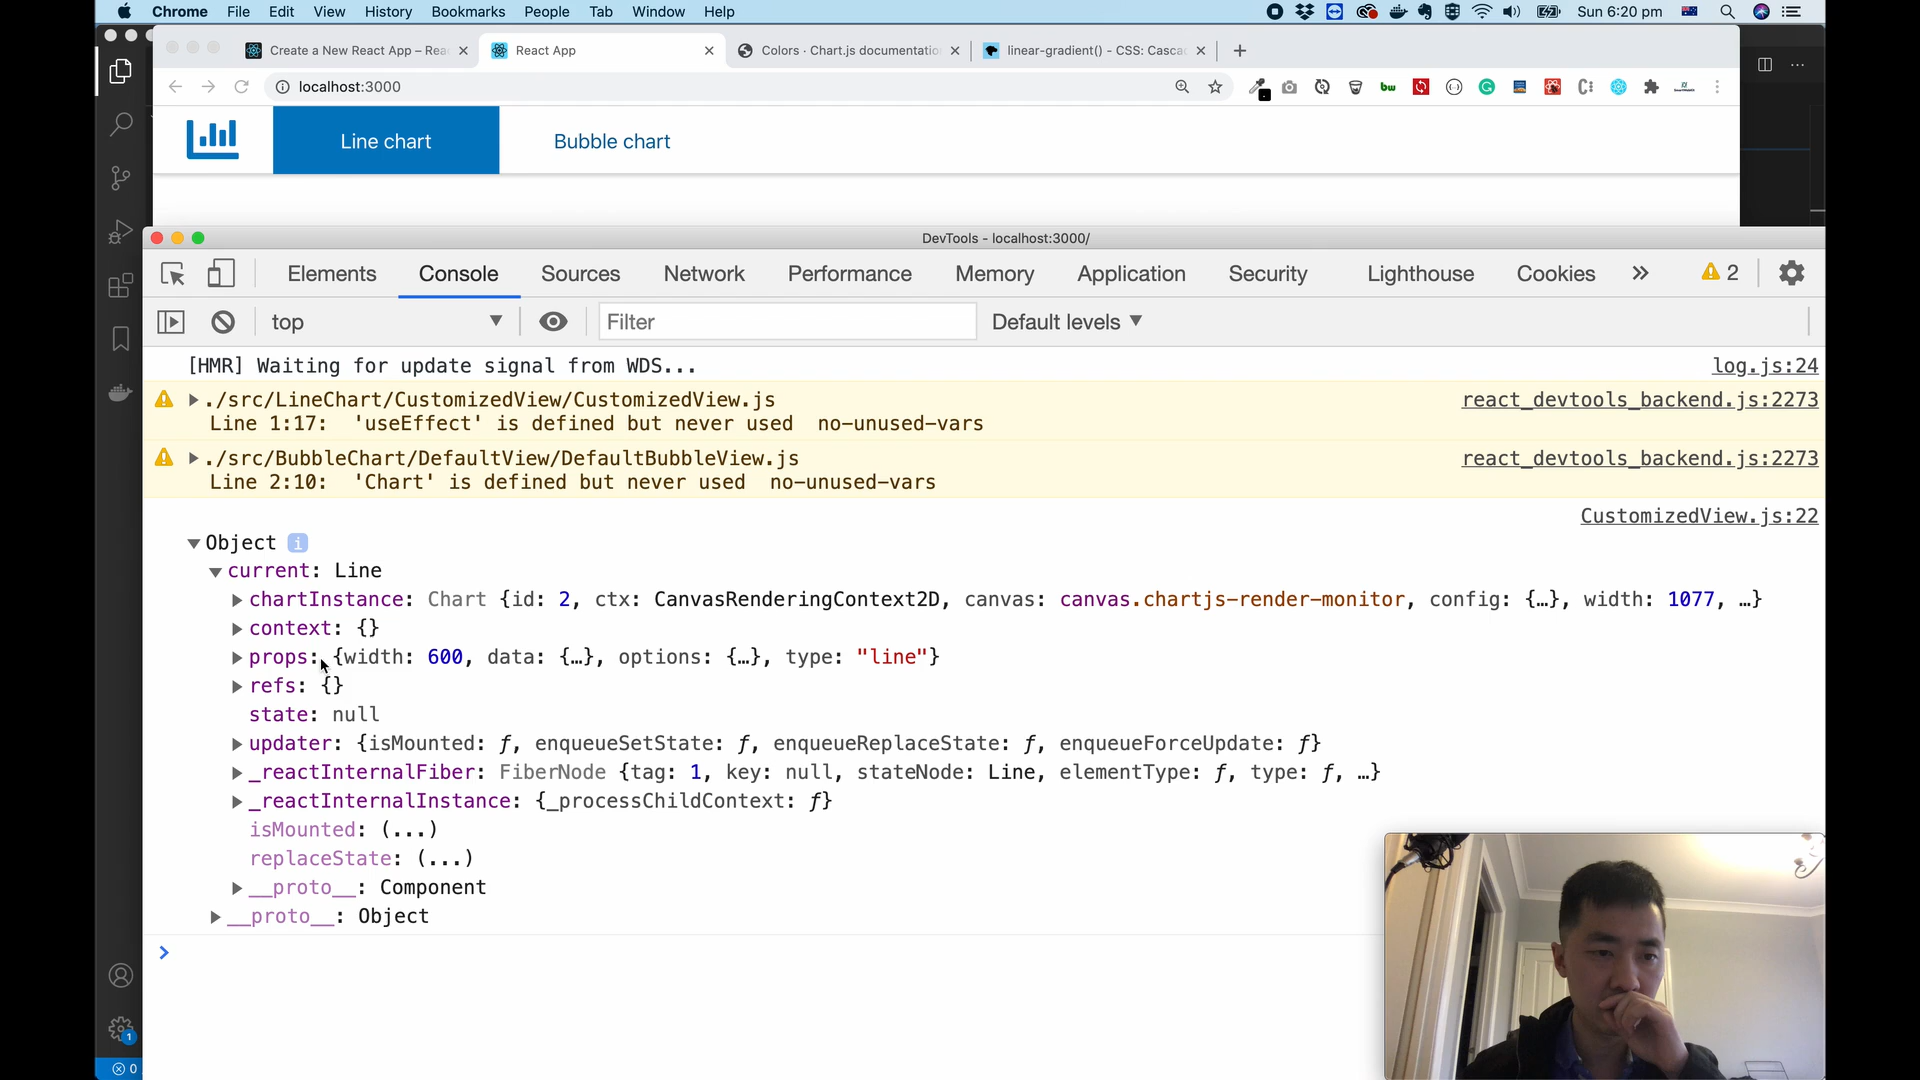 Chrome File Edit View History Bookmarks People Tab Window Help Sun 6:20 pm
Create a New React App – Rea
React App
Colors · Chart.js documentatio
linear-gradient() - CSS: Casca
localhost:3000
bw
Line chart
Bubble chart
DevTools - localhost:3000/
Elements Console Sources Network Performance Memory Application Security Lighthouse Cookies 2
top Filter Default levels
[HMR] Waiting for update signal from WDS... log.js:24
./src/LineChart/CustomizedView/CustomizedView.js react_devtools_backend.js:2273
Line 1:17: 'useEffect' is defined but never used no-unused-vars
./src/BubbleChart/DefaultView/DefaultBubbleView.js react_devtools_backend.js:2273
Line 2:10: 'Chart' is defined but never used no-unused-vars
CustomizedView.js:22
Object i
current: Line
chartInstance: Chart {id: 2, ctx: CanvasRenderingContext2D, canvas: canvas.chartjs-render-monitor, config: {…}, width: 1077, …}
context: {}
props: {width: 600, data: {…}, options: {…}, type: "line"}
refs: {}
state: null
updater: {isMounted: ƒ, enqueueSetState: ƒ, enqueueReplaceState: ƒ, enqueueForceUpdate: ƒ}
_reactInternalFiber: FiberNode {tag: 1, key: null, stateNode: Line, elementType: ƒ, type: ƒ, …}
_reactInternalInstance: {_processChildContext: ƒ}
isMounted: (...)
replaceState: (...)
__proto__: Component
__proto__: Object
1
0